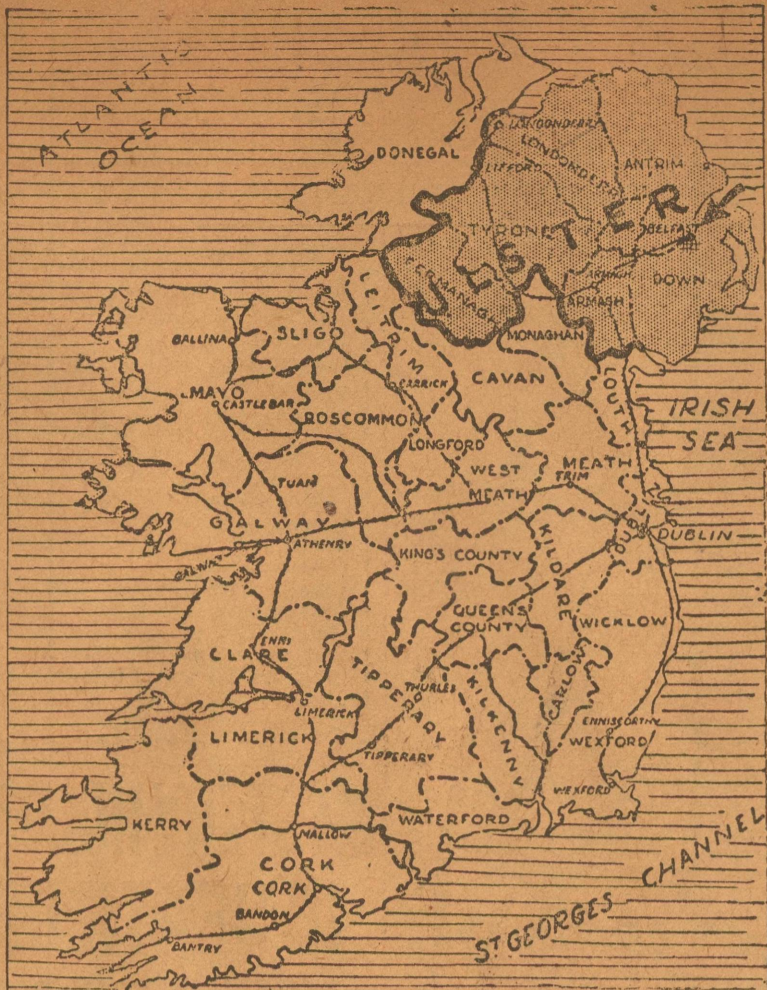 ATLANTIC
OCEAN
DONEGAL
LONDONDERRY
LONDONDERRY
ANTRIM
LIFFORD
ULSTER
TYRONE
BELFAST
FERMANAGH
ARMAGH
ARMAGH
DOWN
MONAGHAN
LEITRIM
SLIGO
BALLINA
CAVAN
CARRICK
MAYO
CASTLEBAR
ROSCOMMON
LOUTH
IRISH
SEA
LONGFORD
WEST
MEATH
MEATH
TRIM
TUAM
GALWAY
ATHENRY
GALWAY
KING'S COUNTY
KILDARE
DUBLIN
QUEENS
COUNTY
WICKLOW
ENNIS
CLARE
TIPPERARY
THURLES
KILKENNY
CARLOW
LIMERICK
LIMERICK
TIPPERARY
ENNISCORTHY
WEXFORD
WEXFORD
KERRY
WATERFORD
MALLOW
CORK
CORK
BANDON
BANTRY
ST GEORGES CHANNEL